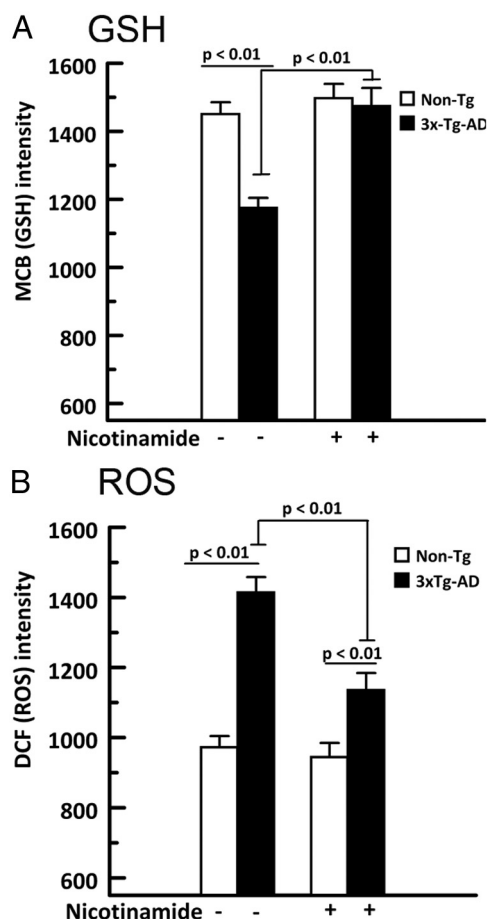 A GSH
p < 0.01
p < 0.01
1600
1400
1200
1000
800
600
MCB (GSH) intensity
Non-Tg
3x-Tg-AD
Nicotinamide - - + +
B ROS
p < 0.01
p < 0.01
p < 0.01
1600
1400
1200
1000
800
600
DCF (ROS) intensity
Non-Tg
3xTg-AD
Nicotinamide - - + +